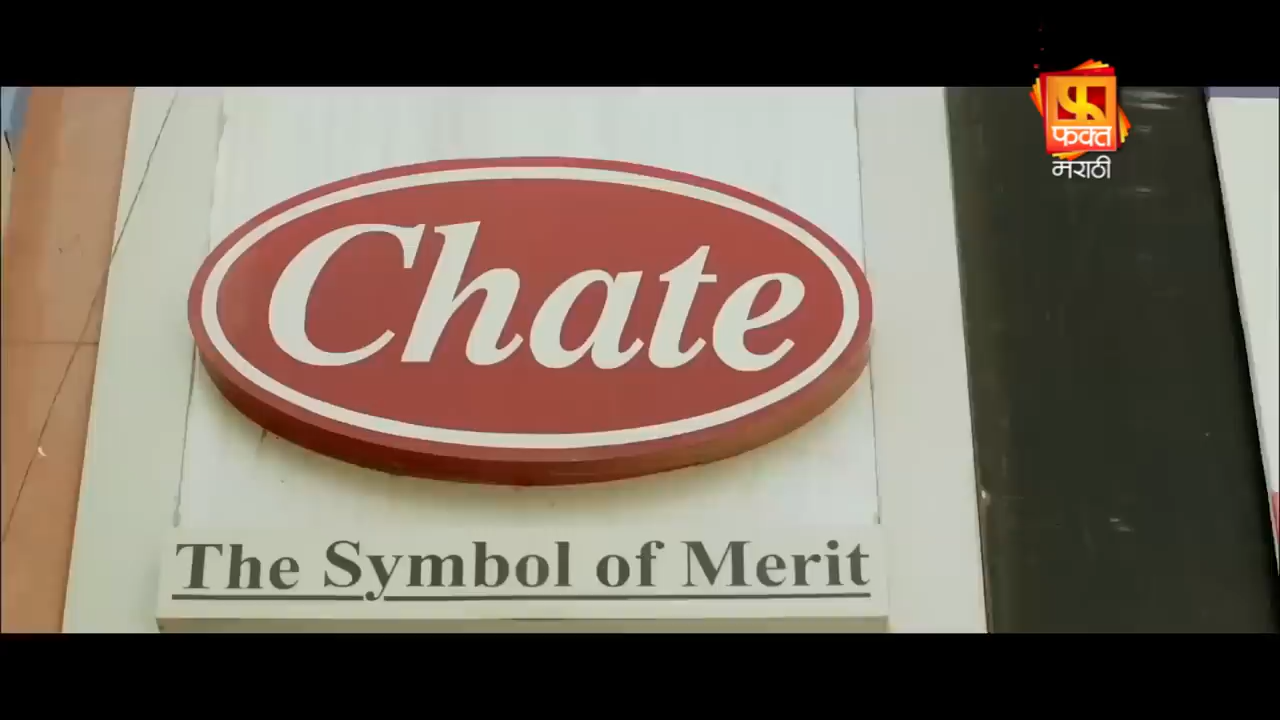 फ
फक्त
मराठी
Chate
The Symbol of Merit